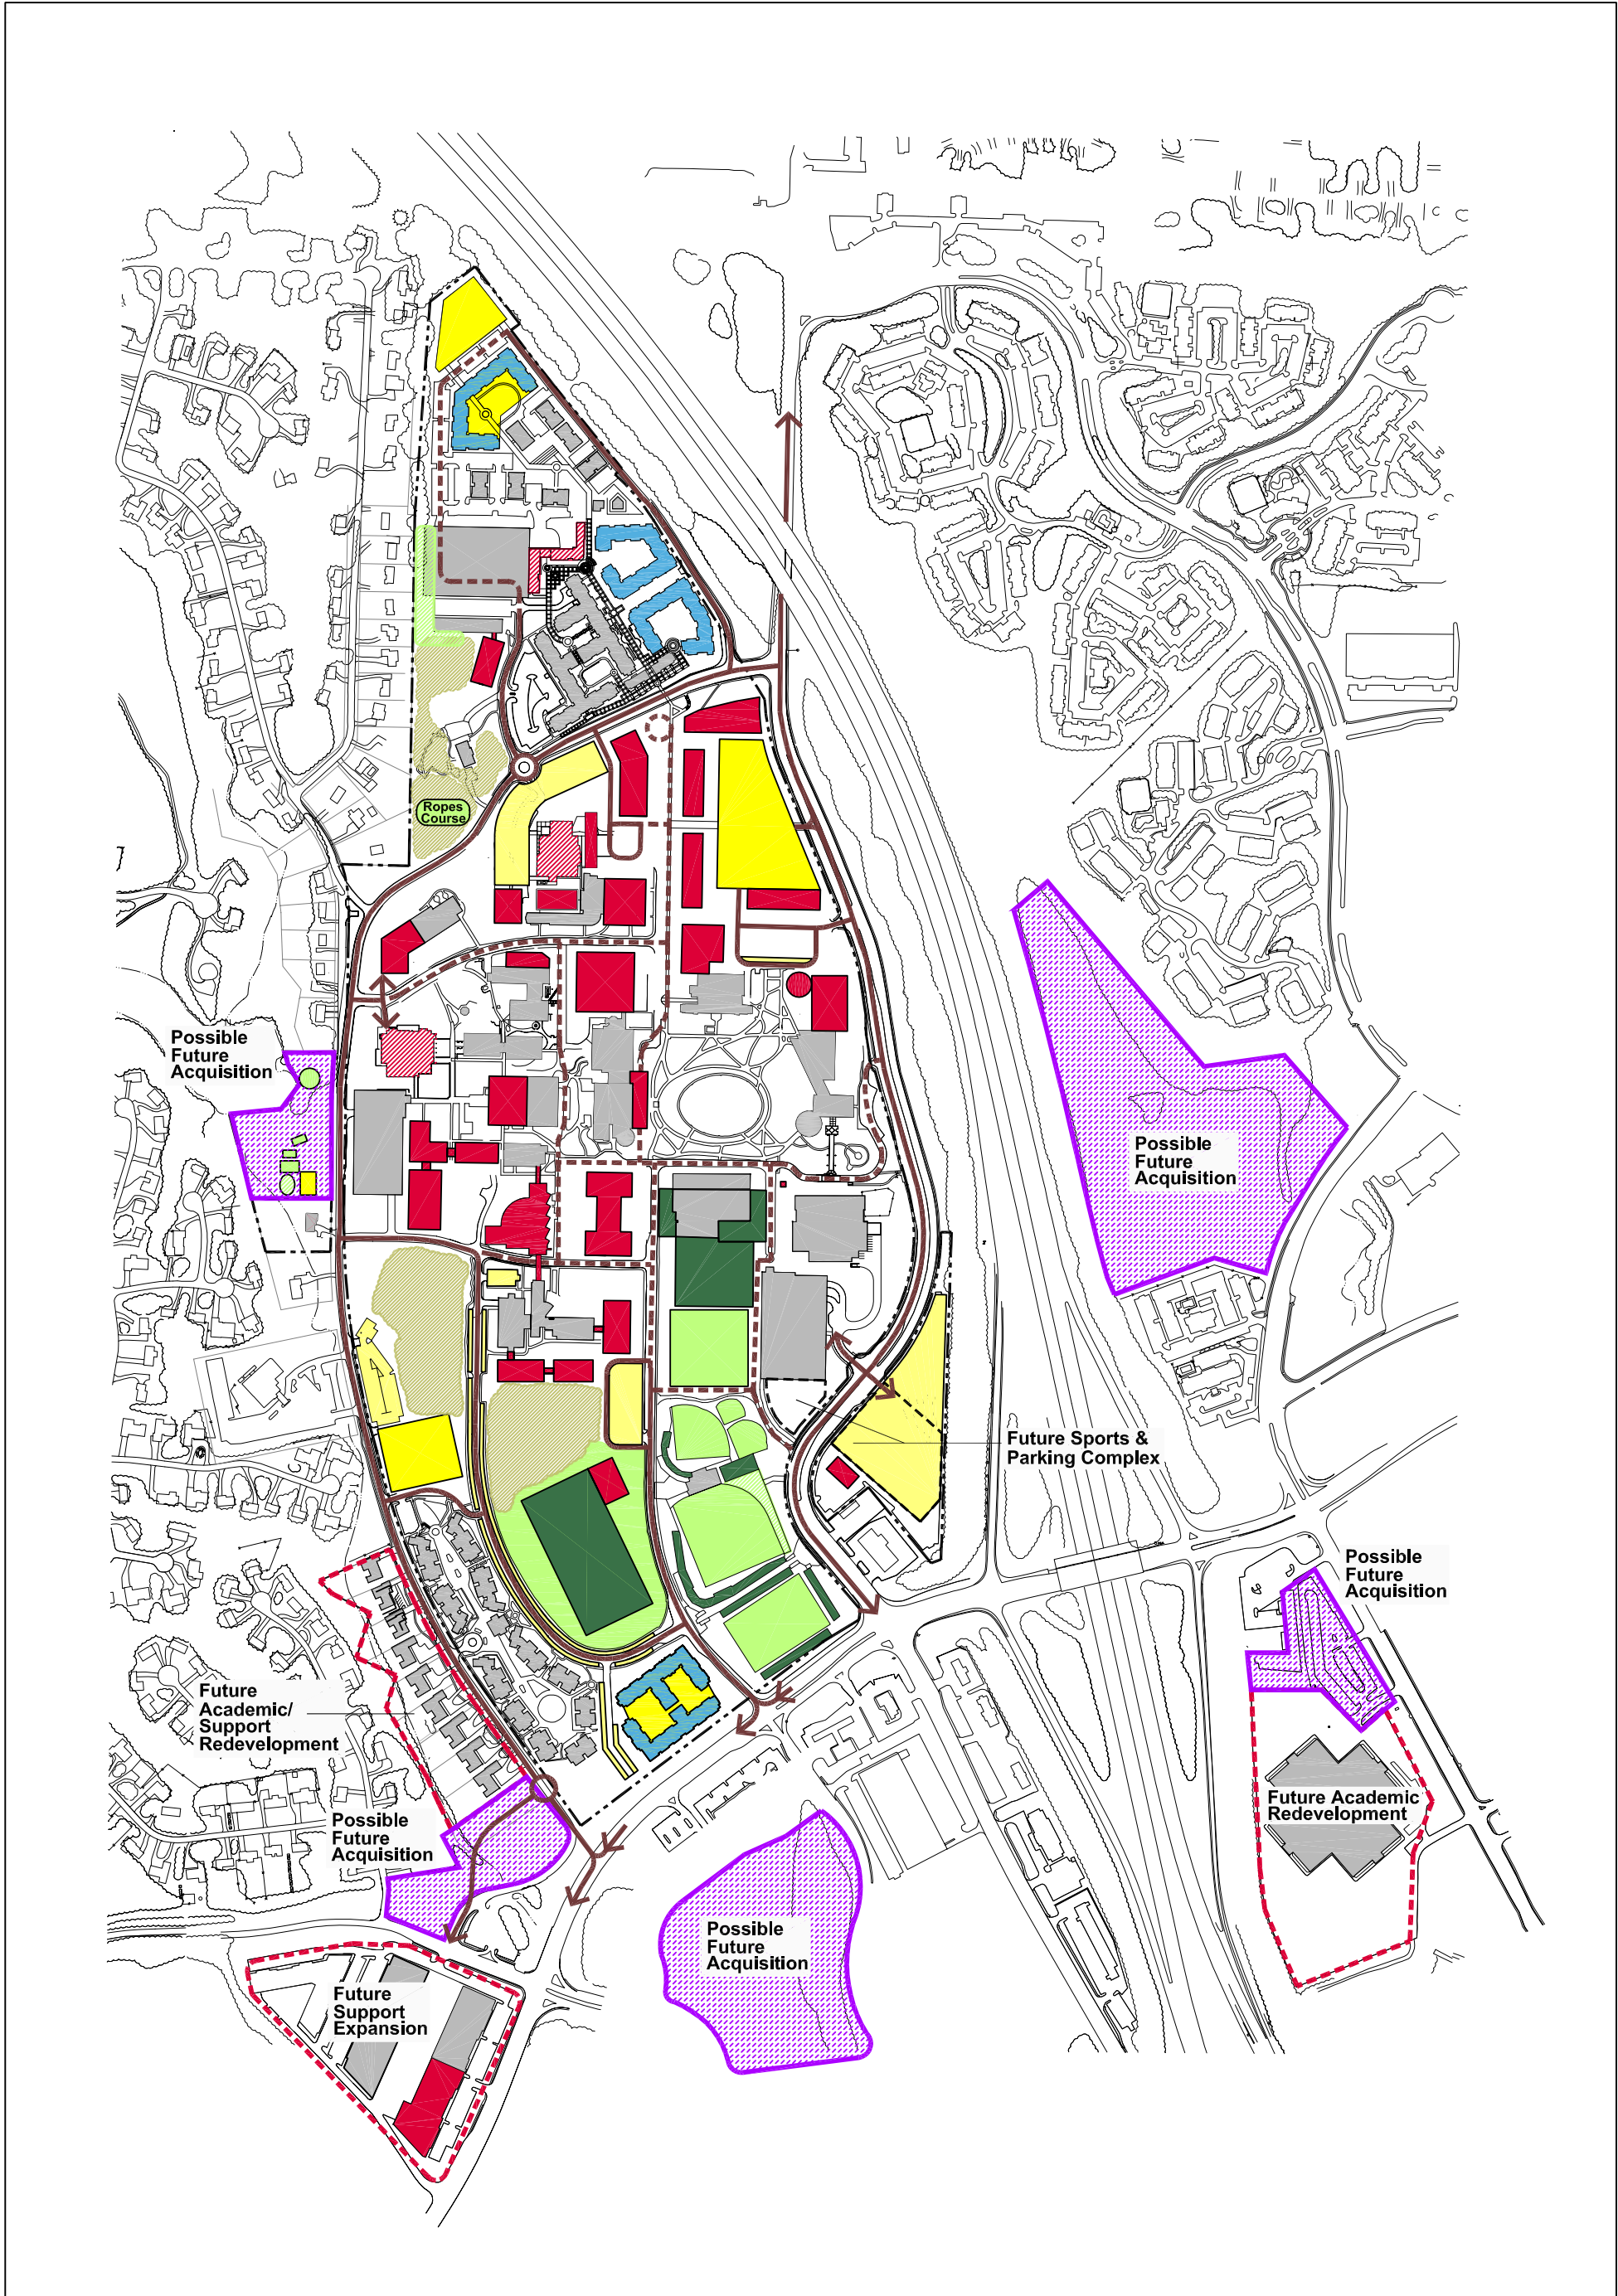 Ropes
Course
Possible
Future
Acquisition
Possible
Future
Acquisition
Future Sports &
Parking Complex
Possible
Future
Acquisition
Future
Academic/
Support
Redevelopment
Future Academic
Redevelopment
Possible
Future
Acquisition
Possible
Future
Acquisition
Future
Support
Expansion